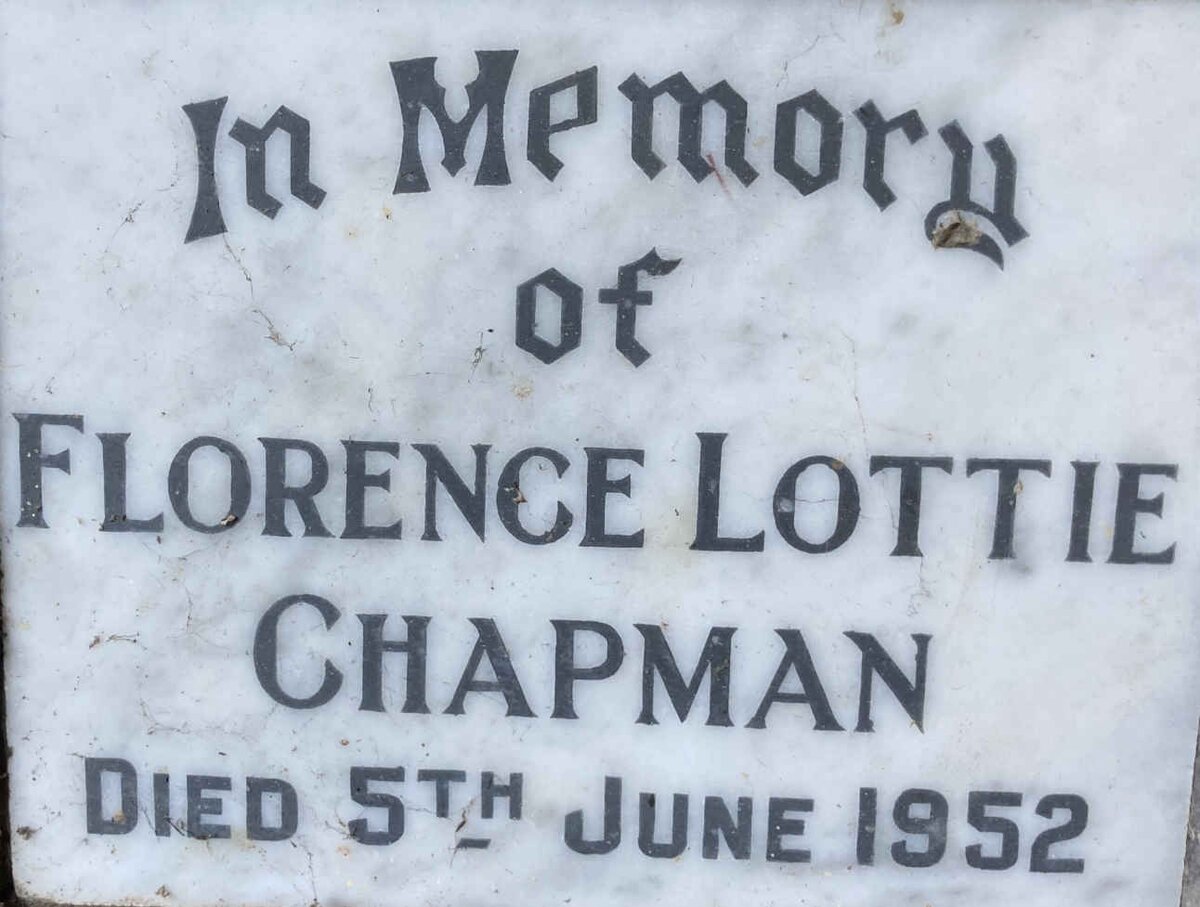 In Memory
of
FLORENCE LOTTIE
CHAPMAN
DIED 5TH JUNE 1952